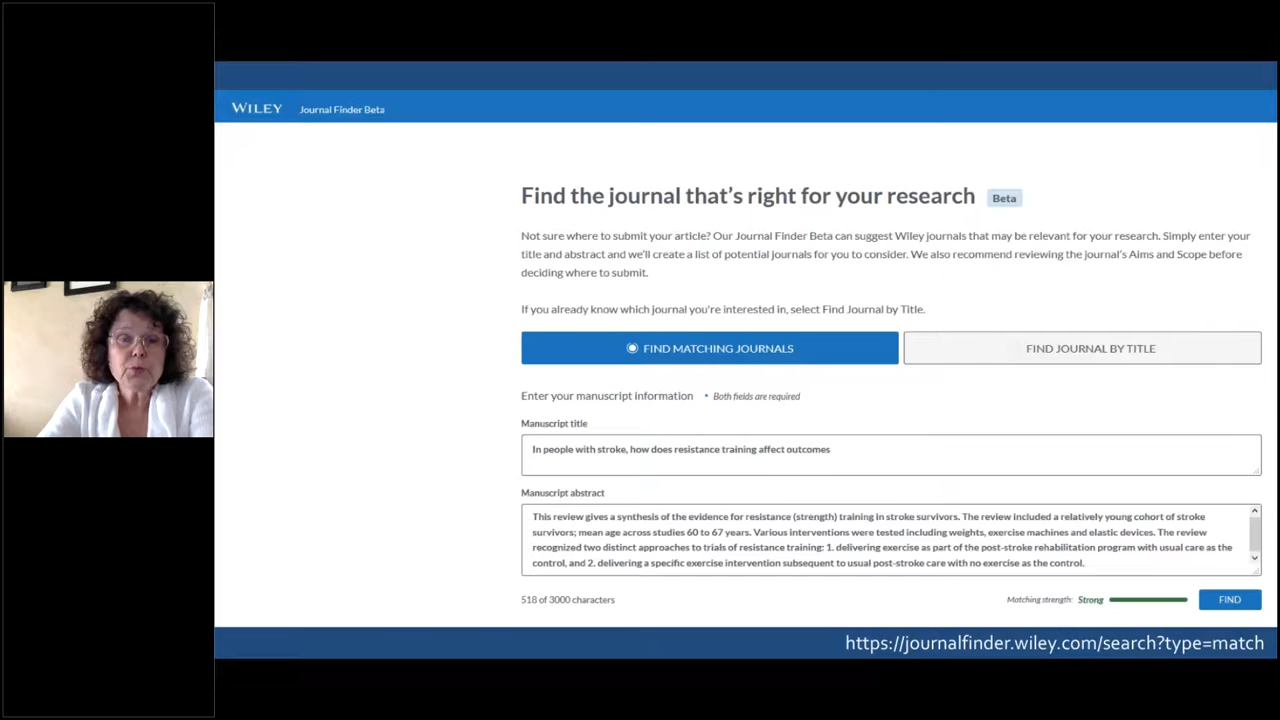 WILEY Journal Finder Beta
Find the journal that's right for your research Beta
Not sure where to submit your article? Our Journal Finder Beta can suggest Wiley journals that may be relevant for your research. Simply enter your
title and abstract and we'll create a list of potential journals for you to consider. We also recommend reviewing the journal's Aims and Scope before
deciding where to submit.
If you already know which journal you're interested in, select Find Journal by Title.
FIND MATCHING JOURNALS FIND JOURNAL BY TITLE
Enter your manuscript information • Both fields are required
Manuscript title
In people with stroke, how does resistance training affect outcomes
Manuscript abstract
This review gives a synthesis of the evidence for resistance (strength) training in stroke survivors. The review included a relatively young cohort of stroke
survivors; mean age across studies 60 to 67 years. Various interventions were tested including weights, exercise machines and elastic devices. The review
recognized two distinct approaches to trials of resistance training: 1. delivering exercise as part of the post-stroke rehabilitation program with usual care as the
control, and 2. delivering a specific exercise intervention subsequent to usual post-stroke care with no exercise as the control.
518 of 3000 characters Matching strength: Strong FIND
https://journalfinder.wiley.com/search?type=match